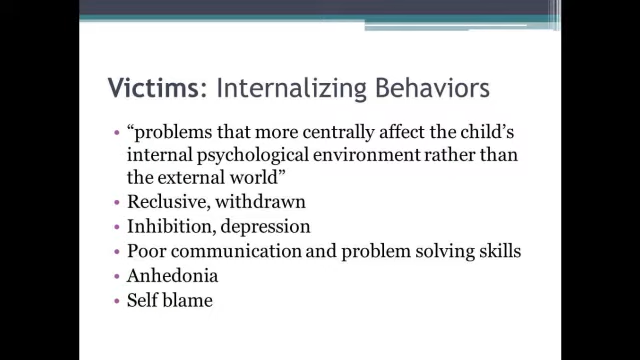 Victims: Internalizing Behaviors
• “problems that more centrally affect the child’s
internal psychological environment rather than
the external world”
• Reclusive, withdrawn
• Inhibition, depression
• Poor communication and problem solving skills
• Anhedonia
• Self blame